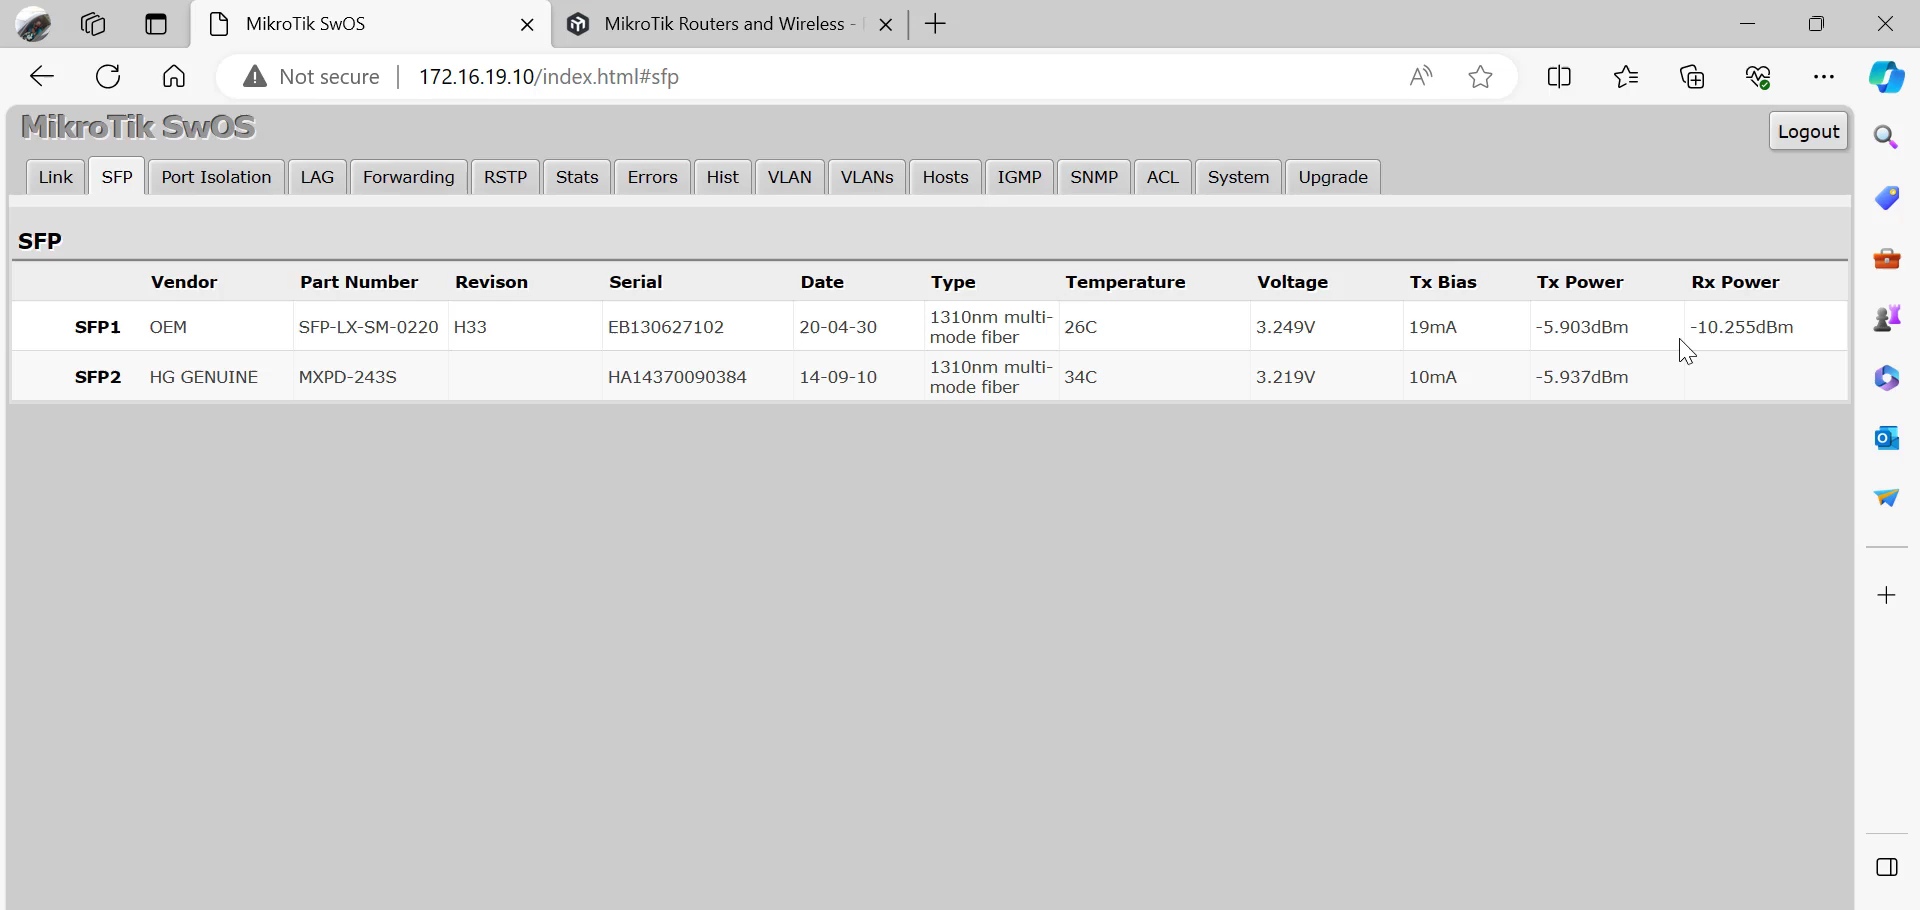 MikroTik SwOS
MikroTik Routers and Wireless -
Not secure
172.16.19.10/index.html#sfp
MikroTik SwOS
Logout
Link SFP Port Isolation LAG Forwarding RSTP Stats Errors Hist VLAN VLANs Hosts IGMP SNMP ACL System Upgrade
SFP
Vendor Part Number Revison Serial Date Type Temperature Voltage Tx Bias Tx Power Rx Power
SFP1 OEM SFP-LX-SM-0220 H33 EB130627102 20-04-30 1310nm multi-
mode fiber 26C 3.249V 19mA -5.903dBm -10.255dBm
SFP2 HG GENUINE MXPD-243S HA14370090384 14-09-10 1310nm multi-
mode fiber 34C 3.219V 10mA -5.937dBm